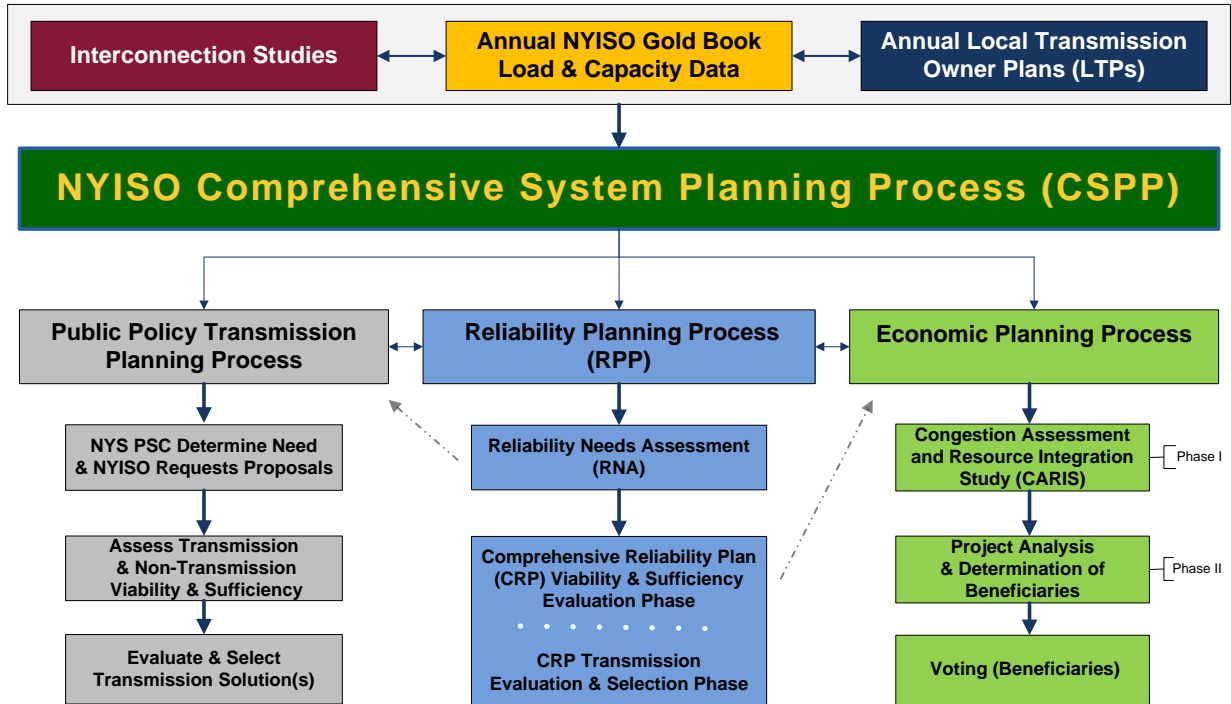 Interconnection Studies
Annual NYISO Gold Book
Load & Capacity Data
Annual Local Transmission
Owner Plans (LTPs)
NYISO Comprehensive System Planning Process (CSPP)
Public Policy Transmission
Planning Process
Reliability Planning Process
(RPP)
Economic Planning Process
NYS PSC Determine Need
& NYISO Requests Proposals
Reliability Needs Assessment
(RNA)
Congestion Assessment
and Resource Integration
Study (CARIS)
Phase I
Assess Transmission
& Non-Transmission
Viability & Sufficiency
Comprehensive Reliability Plan
(CRP) Viability & Sufficiency
Evaluation Phase
Project Analysis
& Determination of
Beneficiaries
Phase II
Evaluate & Select
Transmission Solution(s)
CRP Transmission
Evaluation & Selection Phase
Voting (Beneficiaries)